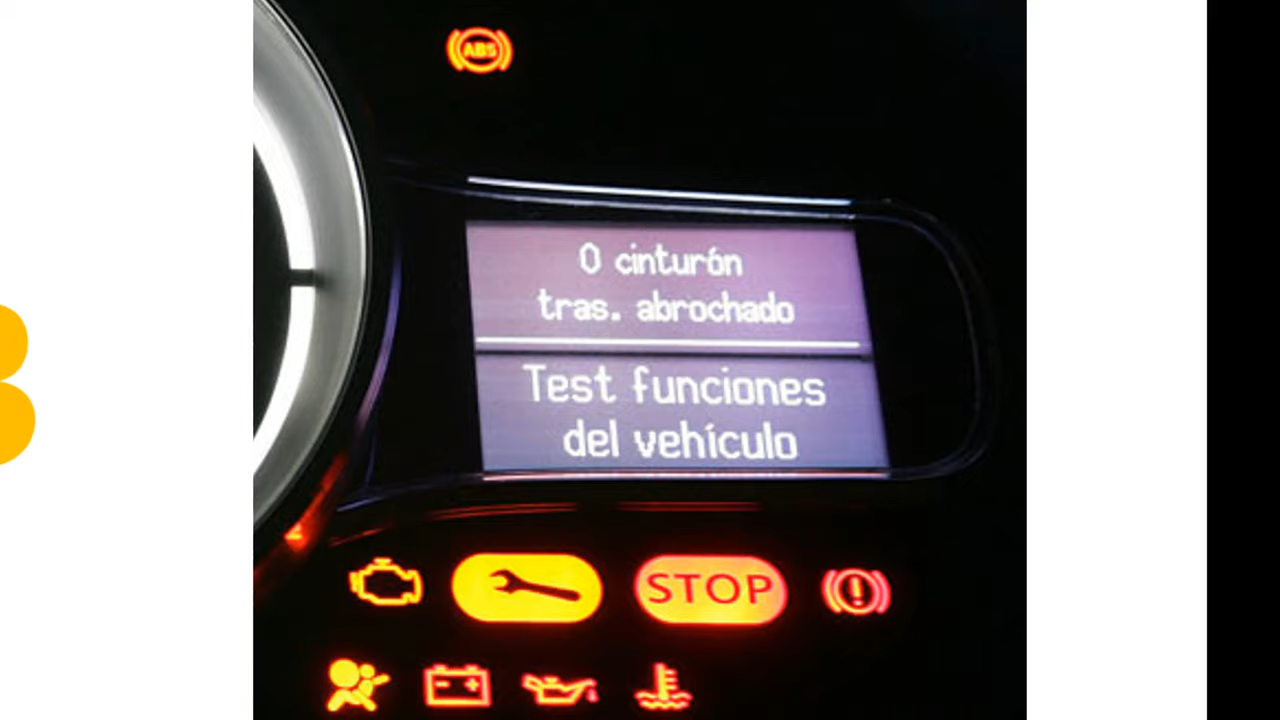 ABS
0 cinturón
tras. abrochado
Test funciones
del vehículo
STOP